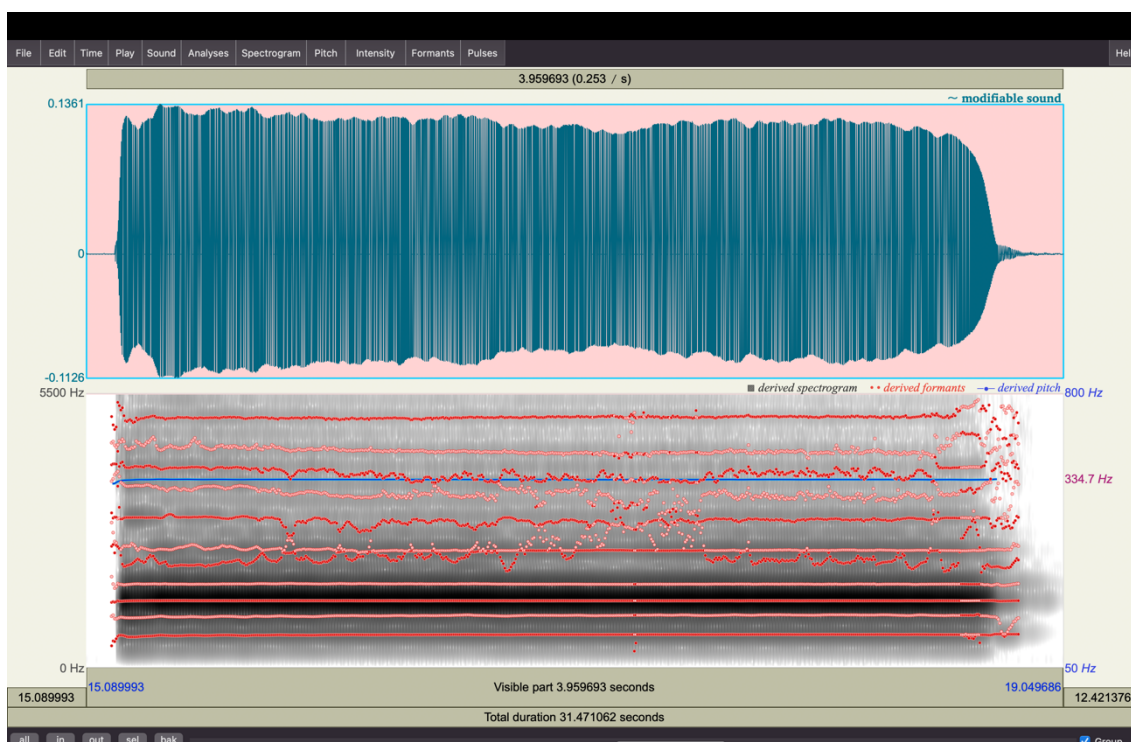 File Edit Time Play Sound Analyses Spectrogram Pitch Intensity Formants Pulses Hel
3.959693 (0.253 / s)
0.1361
~ modifiable sound
0
-0.1126
5500 Hz
derived spectrogram derived formants derived pitch
800 Hz
334.7 Hz
0 Hz
50 Hz
15.089993
Visible part 3.959693 seconds
19.049686
15.089993
12.421376
Total duration 31.471062 seconds
all in out sel bak
Group